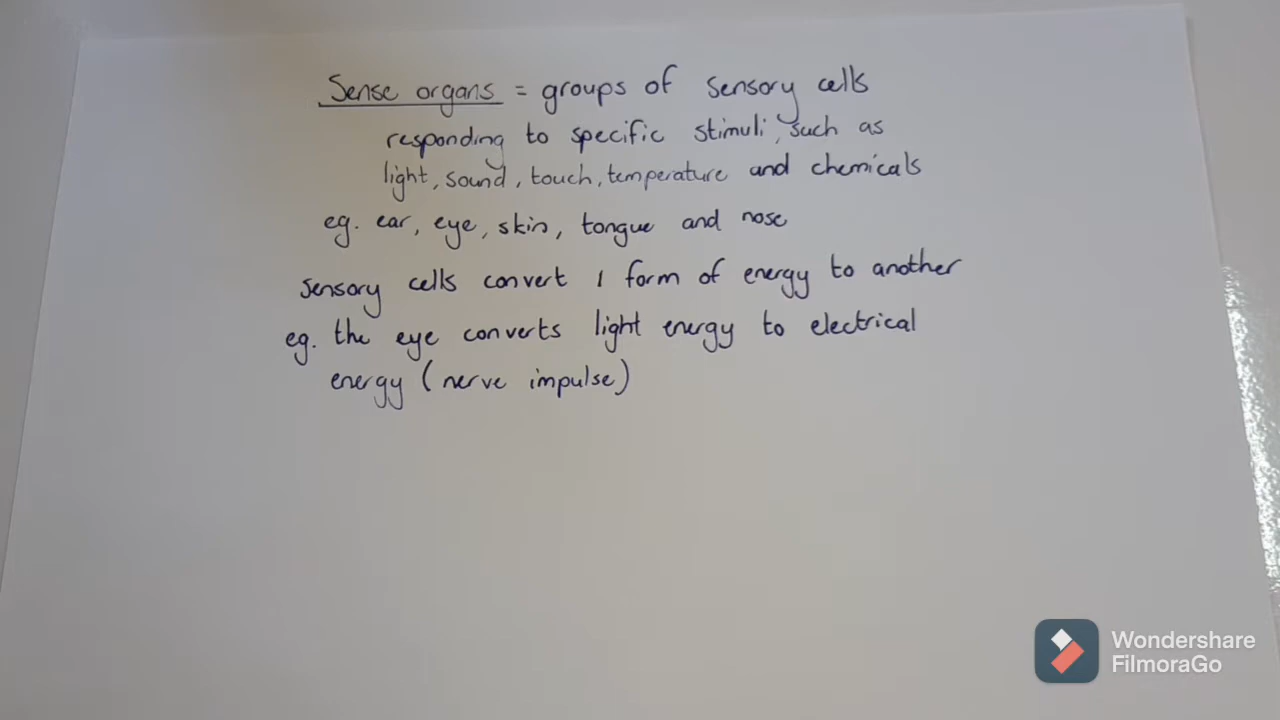 Sense organs = groups of sensory cells
responding to specific stimuli, such as
light, sound, touch, temperature and chemicals
eg. ear, eye, skin, tongue and nose
sensory cells convert 1 form of energy to another
eg. the eye converts light energy to electrical
energy (nerve impulse)
Wondershare
FilmoraGo